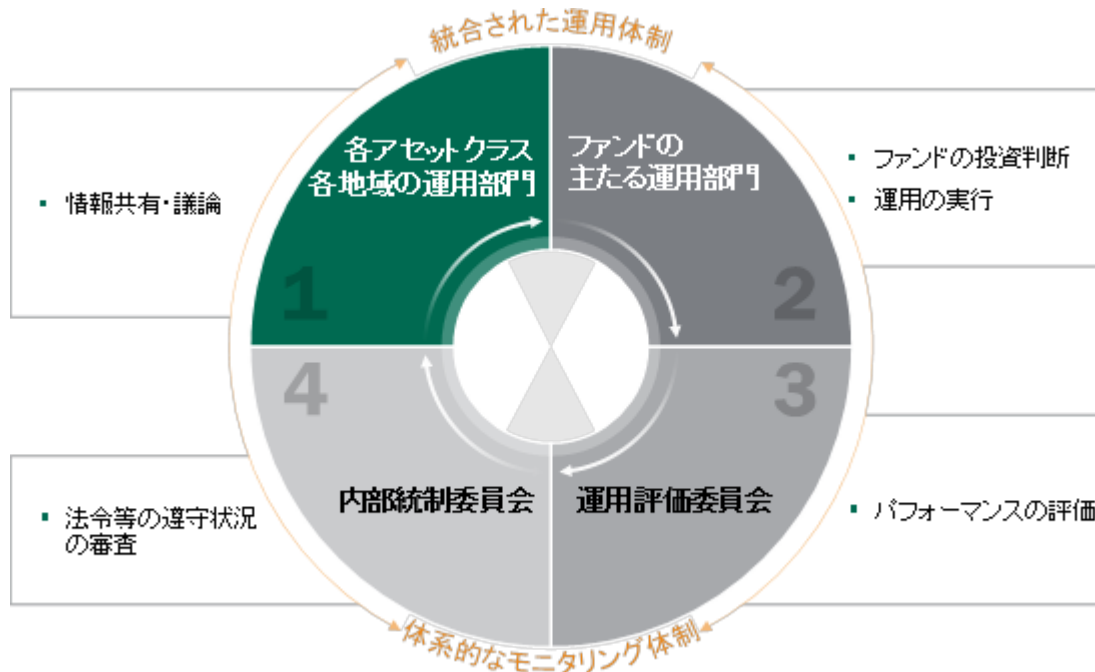 統合された運用体制
各アセットクラス
各地域の運用部門
1
▪ 情報共有・議論
ファンドの
主たる運用部門
2
▪ ファンドの投資判断
▪ 運用の実行
3
運用評価委員会
▪ パフォーマンスの評価
4
内部統制委員会
▪ 法令等の遵守状況
の審査
体系的なモニタリング体制